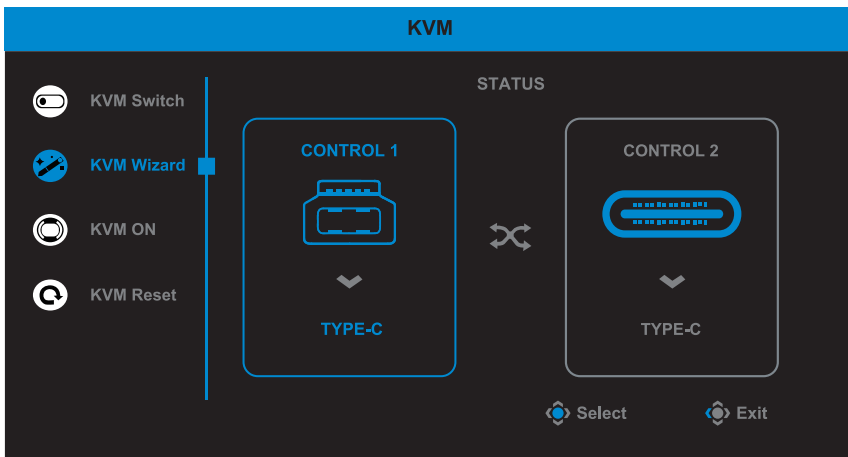 KVM
KVM Switch
KVM Wizard
KVM ON
KVM Reset
STATUS
CONTROL 1
TYPE-C
CONTROL 2
TYPE-C
Select
Exit